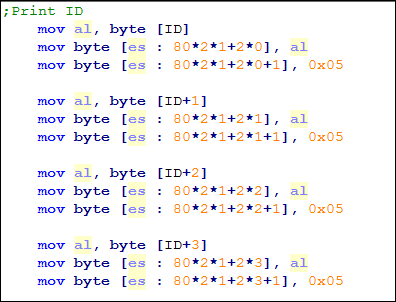 ;Print ID
mov al, byte [ID]
mov byte [es : 80*2*1+2*0], al
mov byte [es : 80*2*1+2*0+1], 0x05
mov al, byte [ID+1]
mov byte [es : 80*2*1+2*1], al
mov byte [es : 80*2*1+2*1+1], 0x05
mov al, byte [ID+2]
mov byte [es : 80*2*1+2*2], al
mov byte [es : 80*2*1+2*2+1], 0x05
mov al, byte [ID+3]
mov byte [es : 80*2*1+2*3], al
mov byte [es : 80*2*1+2*3+1], 0x05